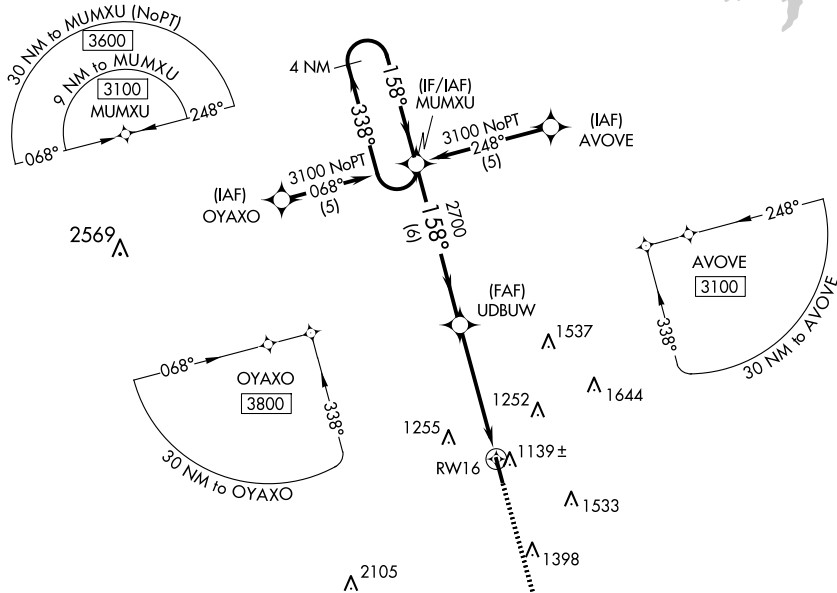 30 NM to MUMXU (NoPT)
3600
9 NM to MUMXU
3100
MUMXU
068°
248°
4 NM
158°
338°
(IF/IAF)
MUMXU
(IAF)
AVOVE
3100 NoPT
248°
(5)
3100 NoPT
068°
(5)
(IAF)
OYAXO
2700
158°
(6)
2569
248°
AVOVE
3100
338°
30 NM to AVOVE
(FAF)
UDBUW
068°
OYAXO
3800
338°
30 NM to OYAXO
1537
1644
1252
1255
RW16
1139 ±
1533
1398
2105